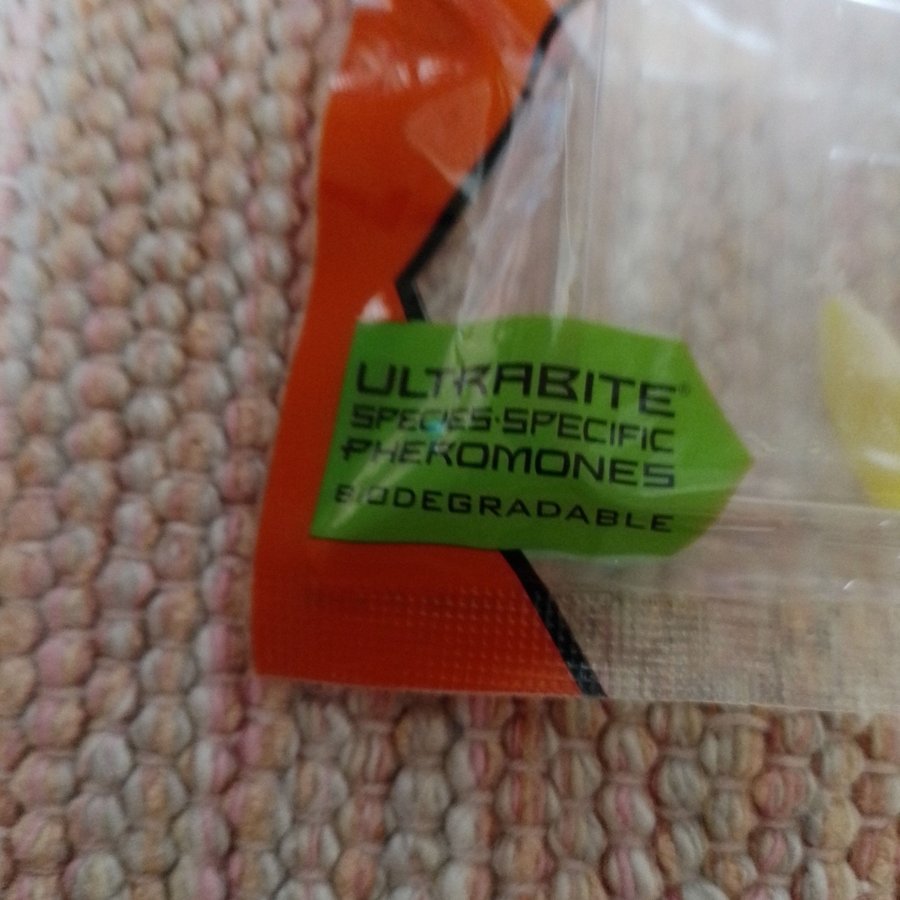 ULTRABITE®
SPECIES·SPECIFIC
PHEROMONES
BIODEGRADABLE